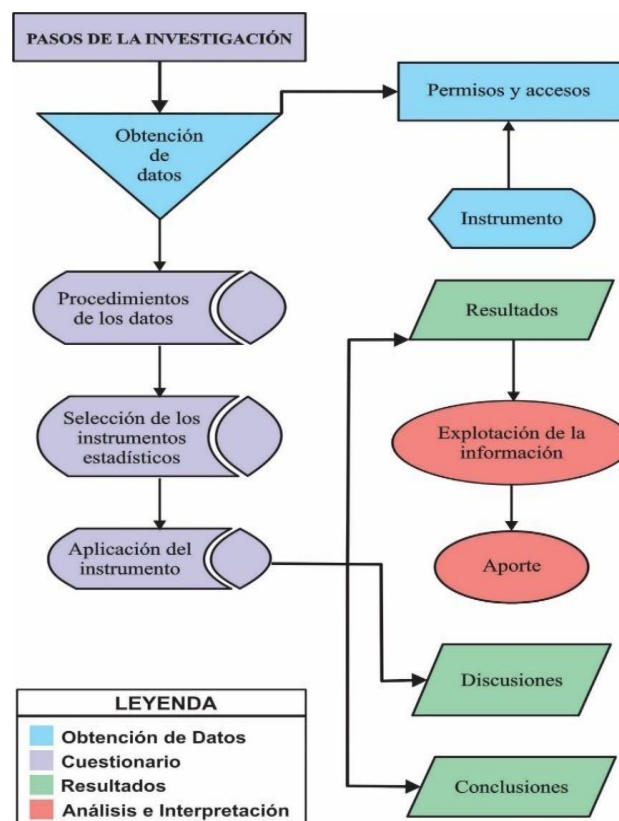 PASOS DE LA INVESTIGACIÓN
Obtención
de
datos
Permisos y accesos
Instrumento
Procedimientos
de los datos
Selección de los
instrumentos
estadísticos
Aplicación del
instrumento
Resultados
Explotación de la
información
Aporte
Discusiones
Conclusiones
LEYENDA
Obtención de Datos
Cuestionario
Resultados
Análisis e Interpretación